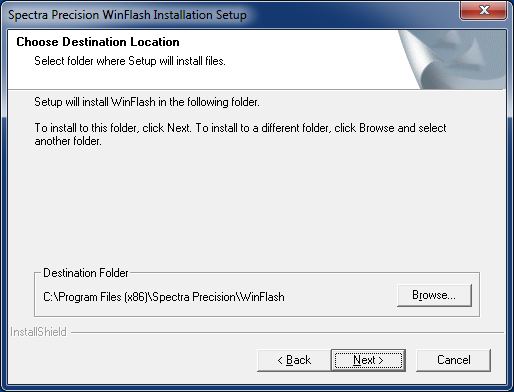 Spectra Precision WinFlash Installation Setup
Choose Destination Location
Select folder where Setup will install files.
Setup will install WinFlash in the following folder.
To install to this folder, click Next. To install to a different folder, click Browse and select
another folder.
Destination Folder
C:\Program Files (x86)\Spectra Precision\WinFlash
Browse...
InstallShield
< Back
Next >
Cancel